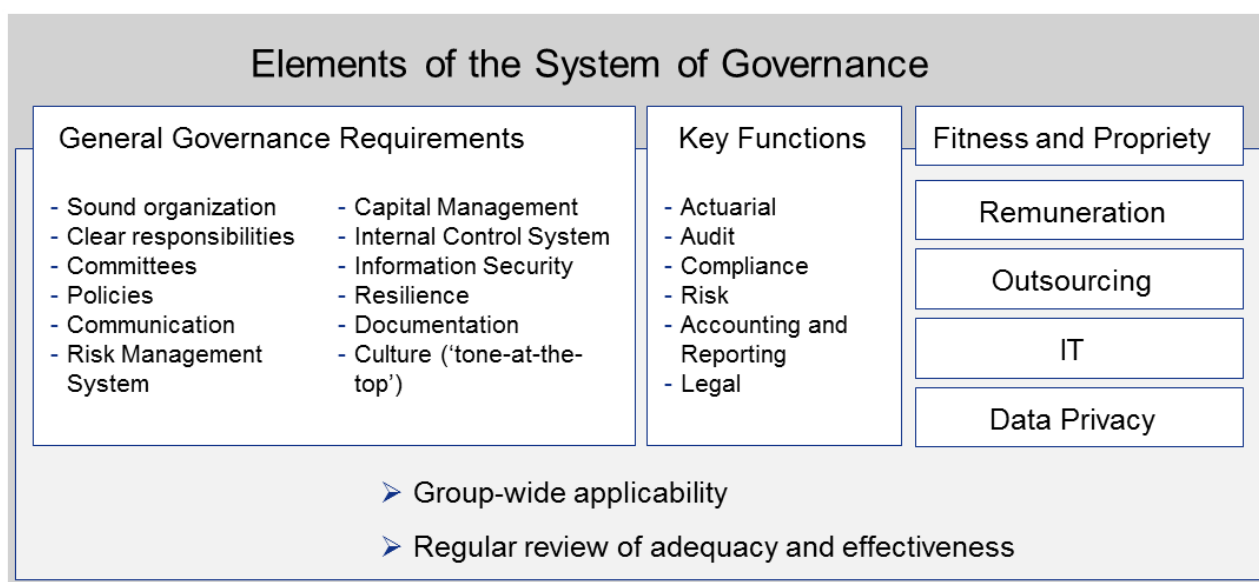 Elements of the System of Governance
General Governance Requirements
- Sound organization
- Clear responsibilities
- Committees
- Policies
- Communication
- Risk Management
System
- Capital Management
- Internal Control System
- Information Security
- Resilience
- Documentation
- Culture (‘tone-at-the-
top’)
Key Functions
- Actuarial
- Audit
- Compliance
- Risk
- Accounting and
Reporting
- Legal
Fitness and Propriety
Remuneration
Outsourcing
IT
Data Privacy
➢ Group-wide applicability
➢ Regular review of adequacy and effectiveness